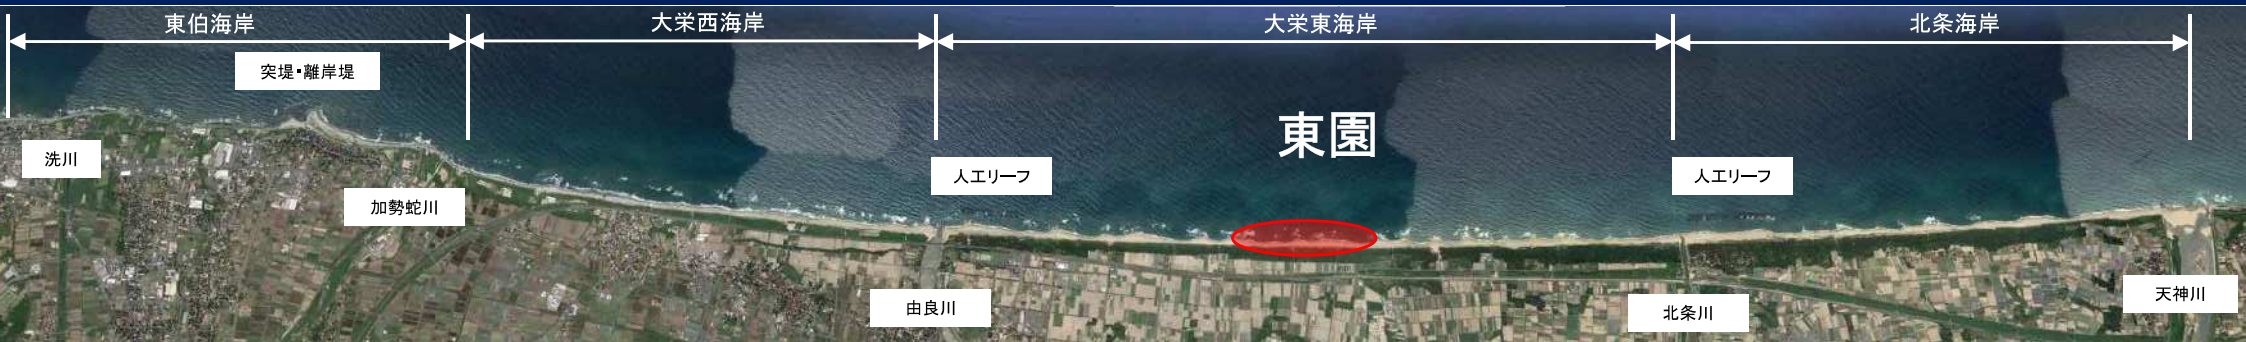 東伯海岸
大栄西海岸
大栄東海岸
北条海岸
突堤・離岸堤
東園
洗川
人工リーフ
人工リーフ
加勢蛇川
由良川
北条川
天神川